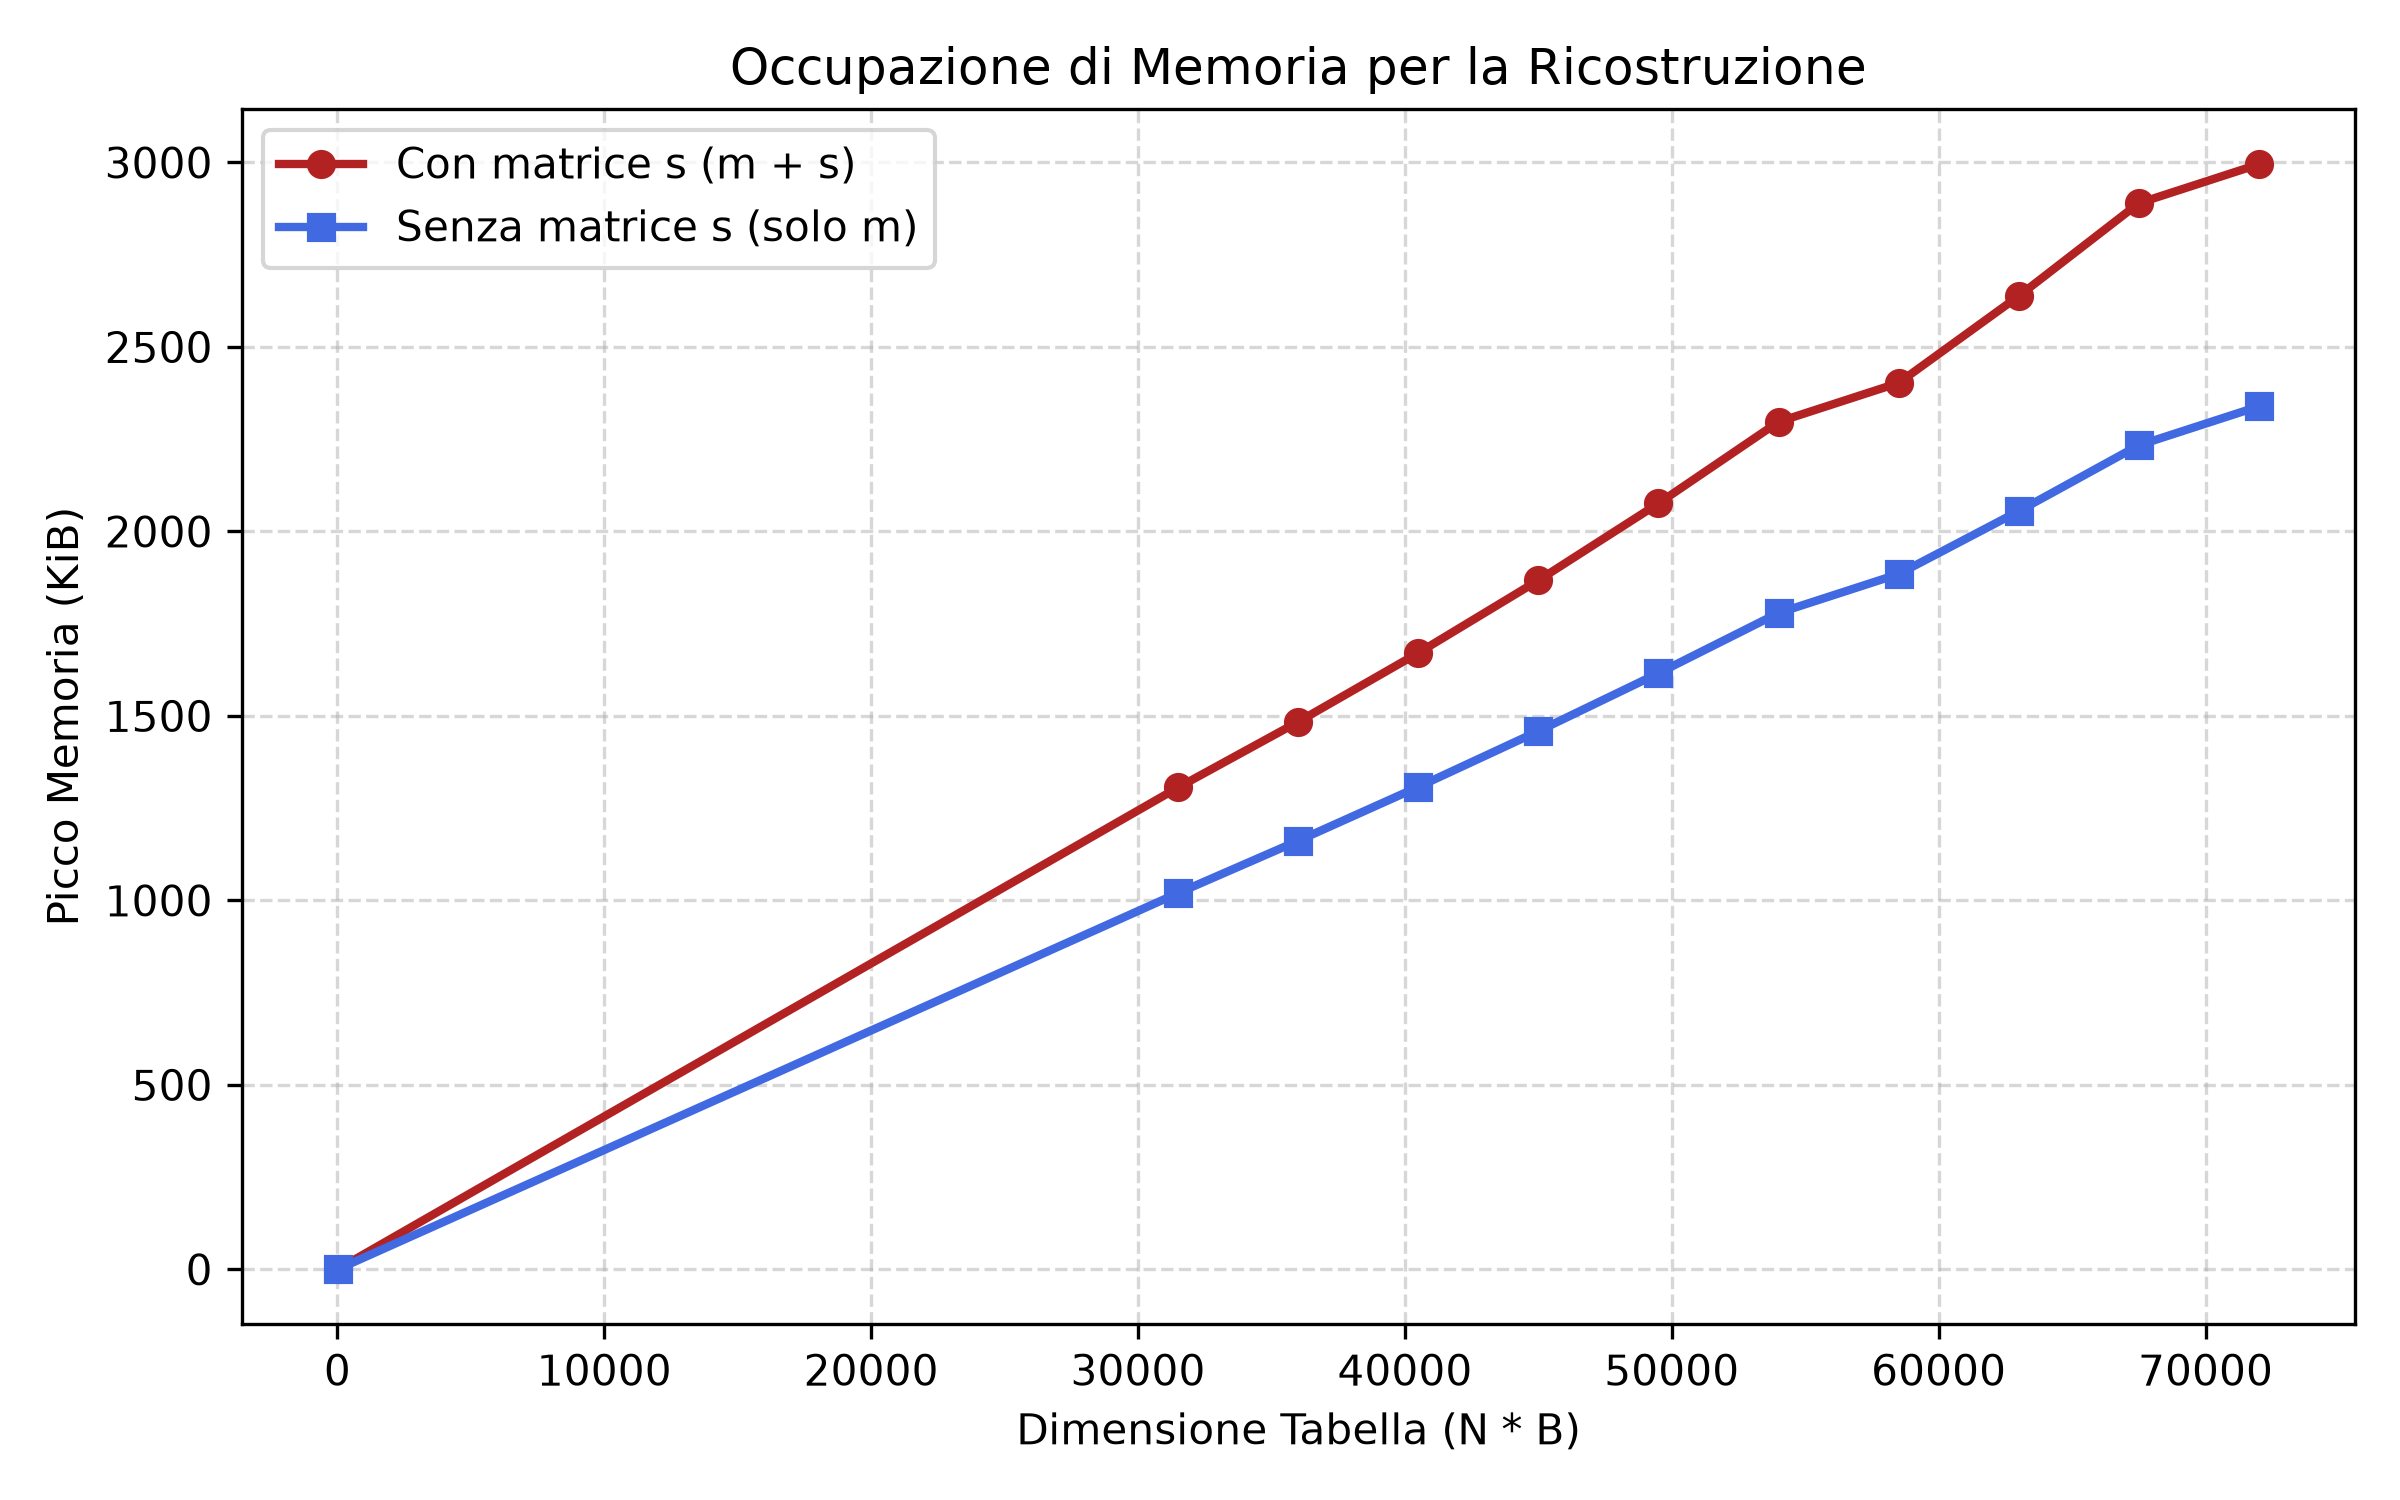 Occupazione di Memoria per la Ricostruzione
Con matrice s (m + s)
Senza matrice s (solo m)
Picco Memoria (KiB)
3000
2500
2000
1500
1000
500
0
0 10000 20000 30000 40000 50000 60000 70000
Dimensione Tabella (N * B)